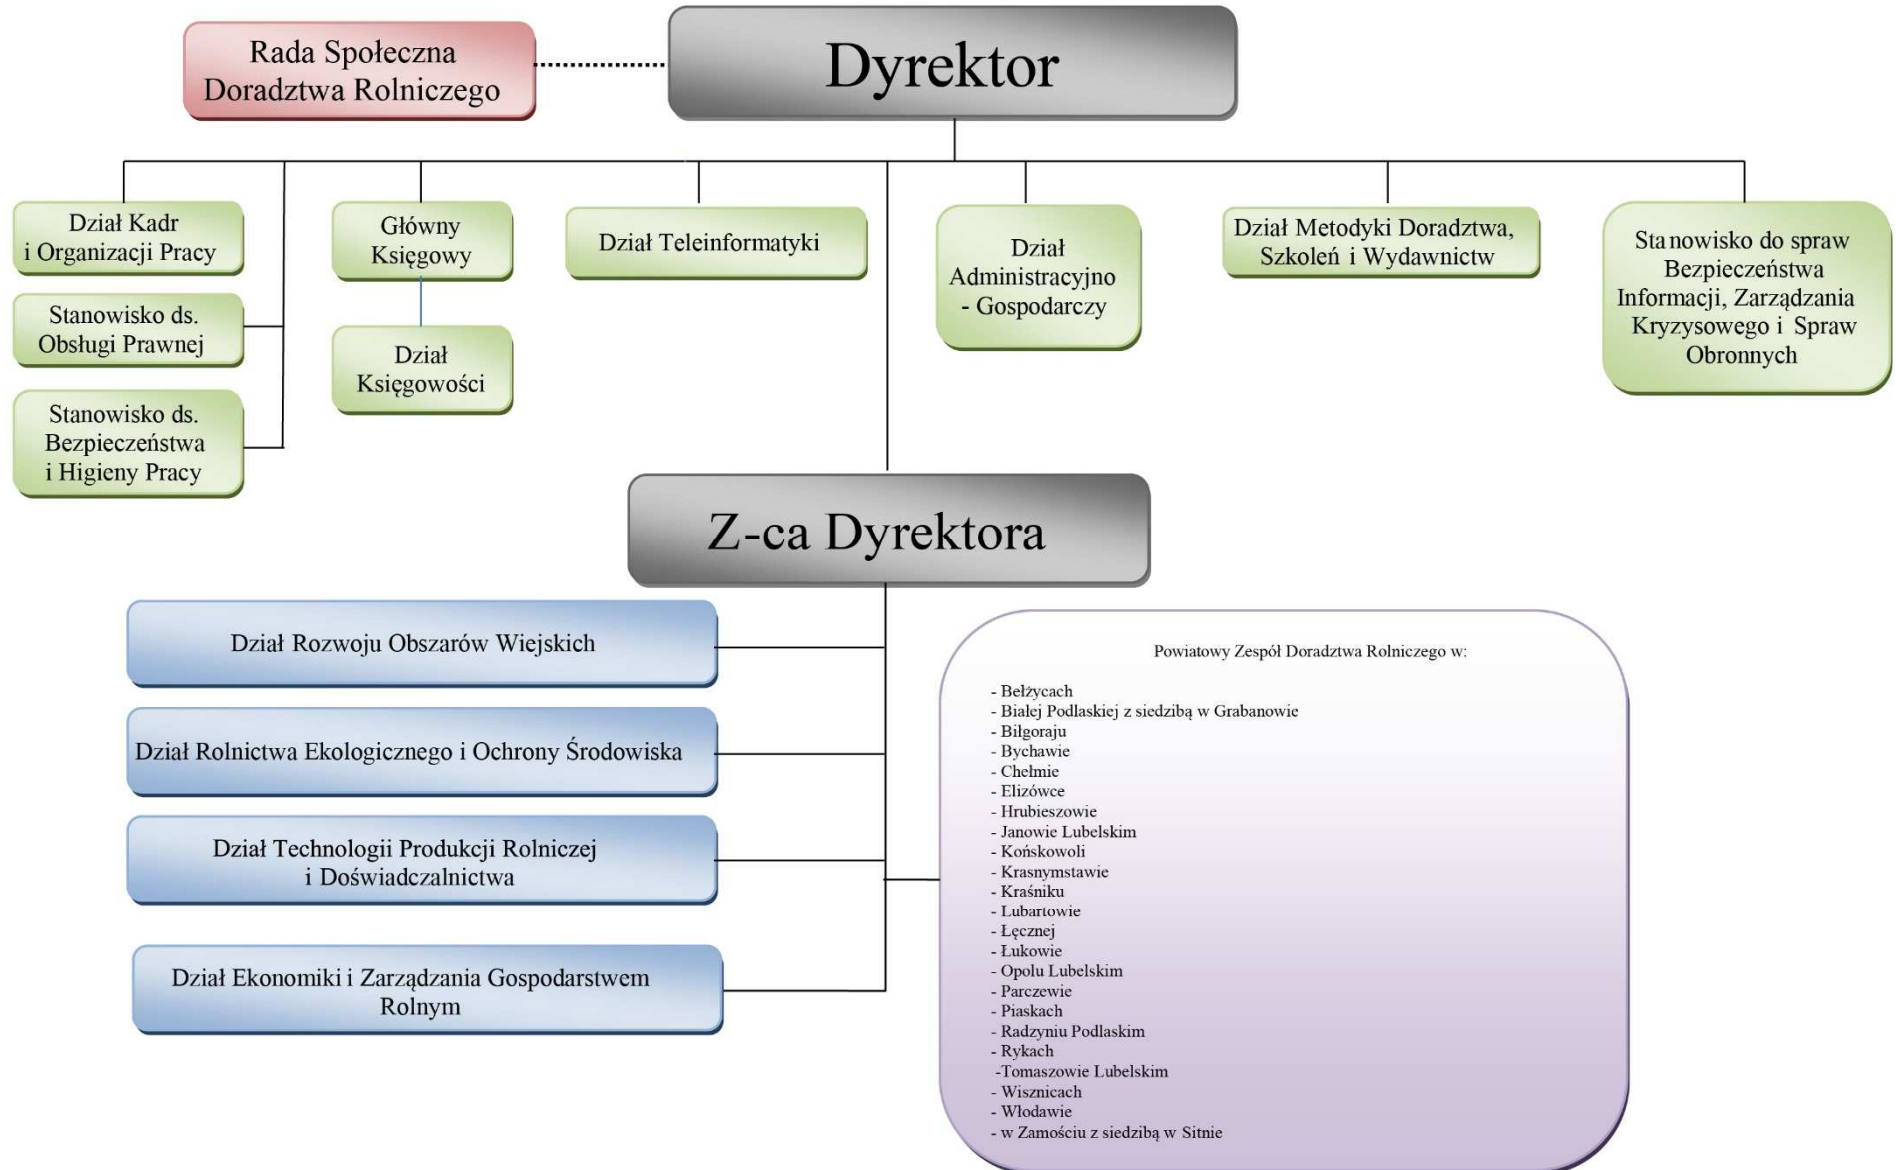 Rada Społeczna
Doradztwa Rolniczego
Dyrektor
Dział Kadr
i Organizacji Pracy
Stanowisko ds.
Obsługi Prawnej
Stanowisko ds.
Bezpieczeństwa
i Higieny Pracy
Główny
Księgowy
Dział
Księgowości
Dział Teleinformatyki
Dział
Administracyjno
- Gospodarczy
Dział Metodyki Doradztwa,
Szkoleń i Wydawnictw
Stanowisko do spraw
Bezpieczeństwa
Informacji, Zarządzania
Kryzysowego i Spraw
Obronnych
Z-ca Dyrektora
Dział Rozwoju Obszarów Wiejskich
Dział Rolnictwa Ekologicznego i Ochrony Środowiska
Dział Technologii Produkcji Rolniczej
i Doświadczalnictwa
Dział Ekonomiki i Zarządzania Gospodarstwem
Rolnym
Powiatowy Zespół Doradztwa Rolniczego w:
- Bełżycach
- Białej Podlaskiej z siedzibą w Grabanowie
- Biłgoraju
- Bychawie
- Chełmie
- Elizówce
- Hrubieszowie
- Janowie Lubelskim
- Końskowoli
- Krasnymstawie
- Kraśniku
- Lubartowie
- Łęcznej
- Łukowie
- Opolu Lubelskim
- Parczewie
- Piaskach
- Radzyniu Podlaskim
- Rykach
-Tomaszowie Lubelskim
- Wisznicach
- Włodawie
- w Zamościu z siedzibą w Sitnie